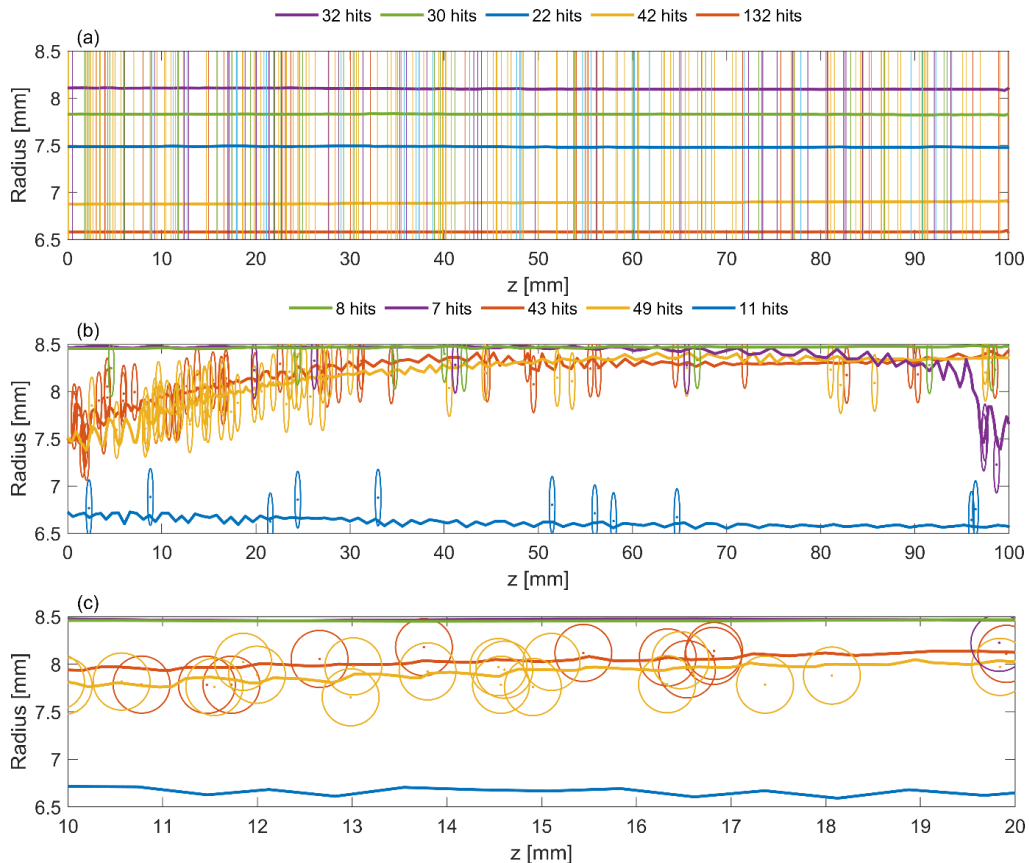 32 hits 30 hits 22 hits 42 hits 132 hits
(a)
8.5
8
7.5
7
6.5
Radius [mm]
0 10 20 30 40 50 60 70 80 90 100
z [mm]
8 hits 7 hits 43 hits 49 hits 11 hits
(b)
8.5
8
7.5
7
6.5
Radius [mm]
0 10 20 30 40 50 60 70 80 90 100
z [mm]
(c)
8.5
8
7.5
7
6.5
Radius [mm]
10 11 12 13 14 15 16 17 18 19 20
z [mm]